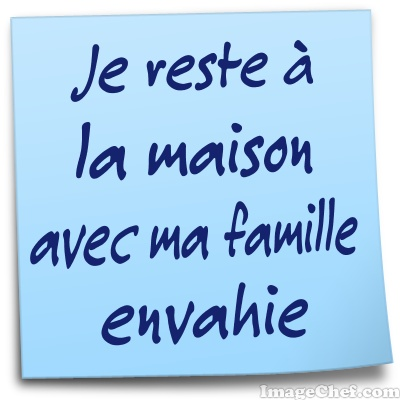 Je reste à
la maison
avec ma famille
envahie
ImageChef.com